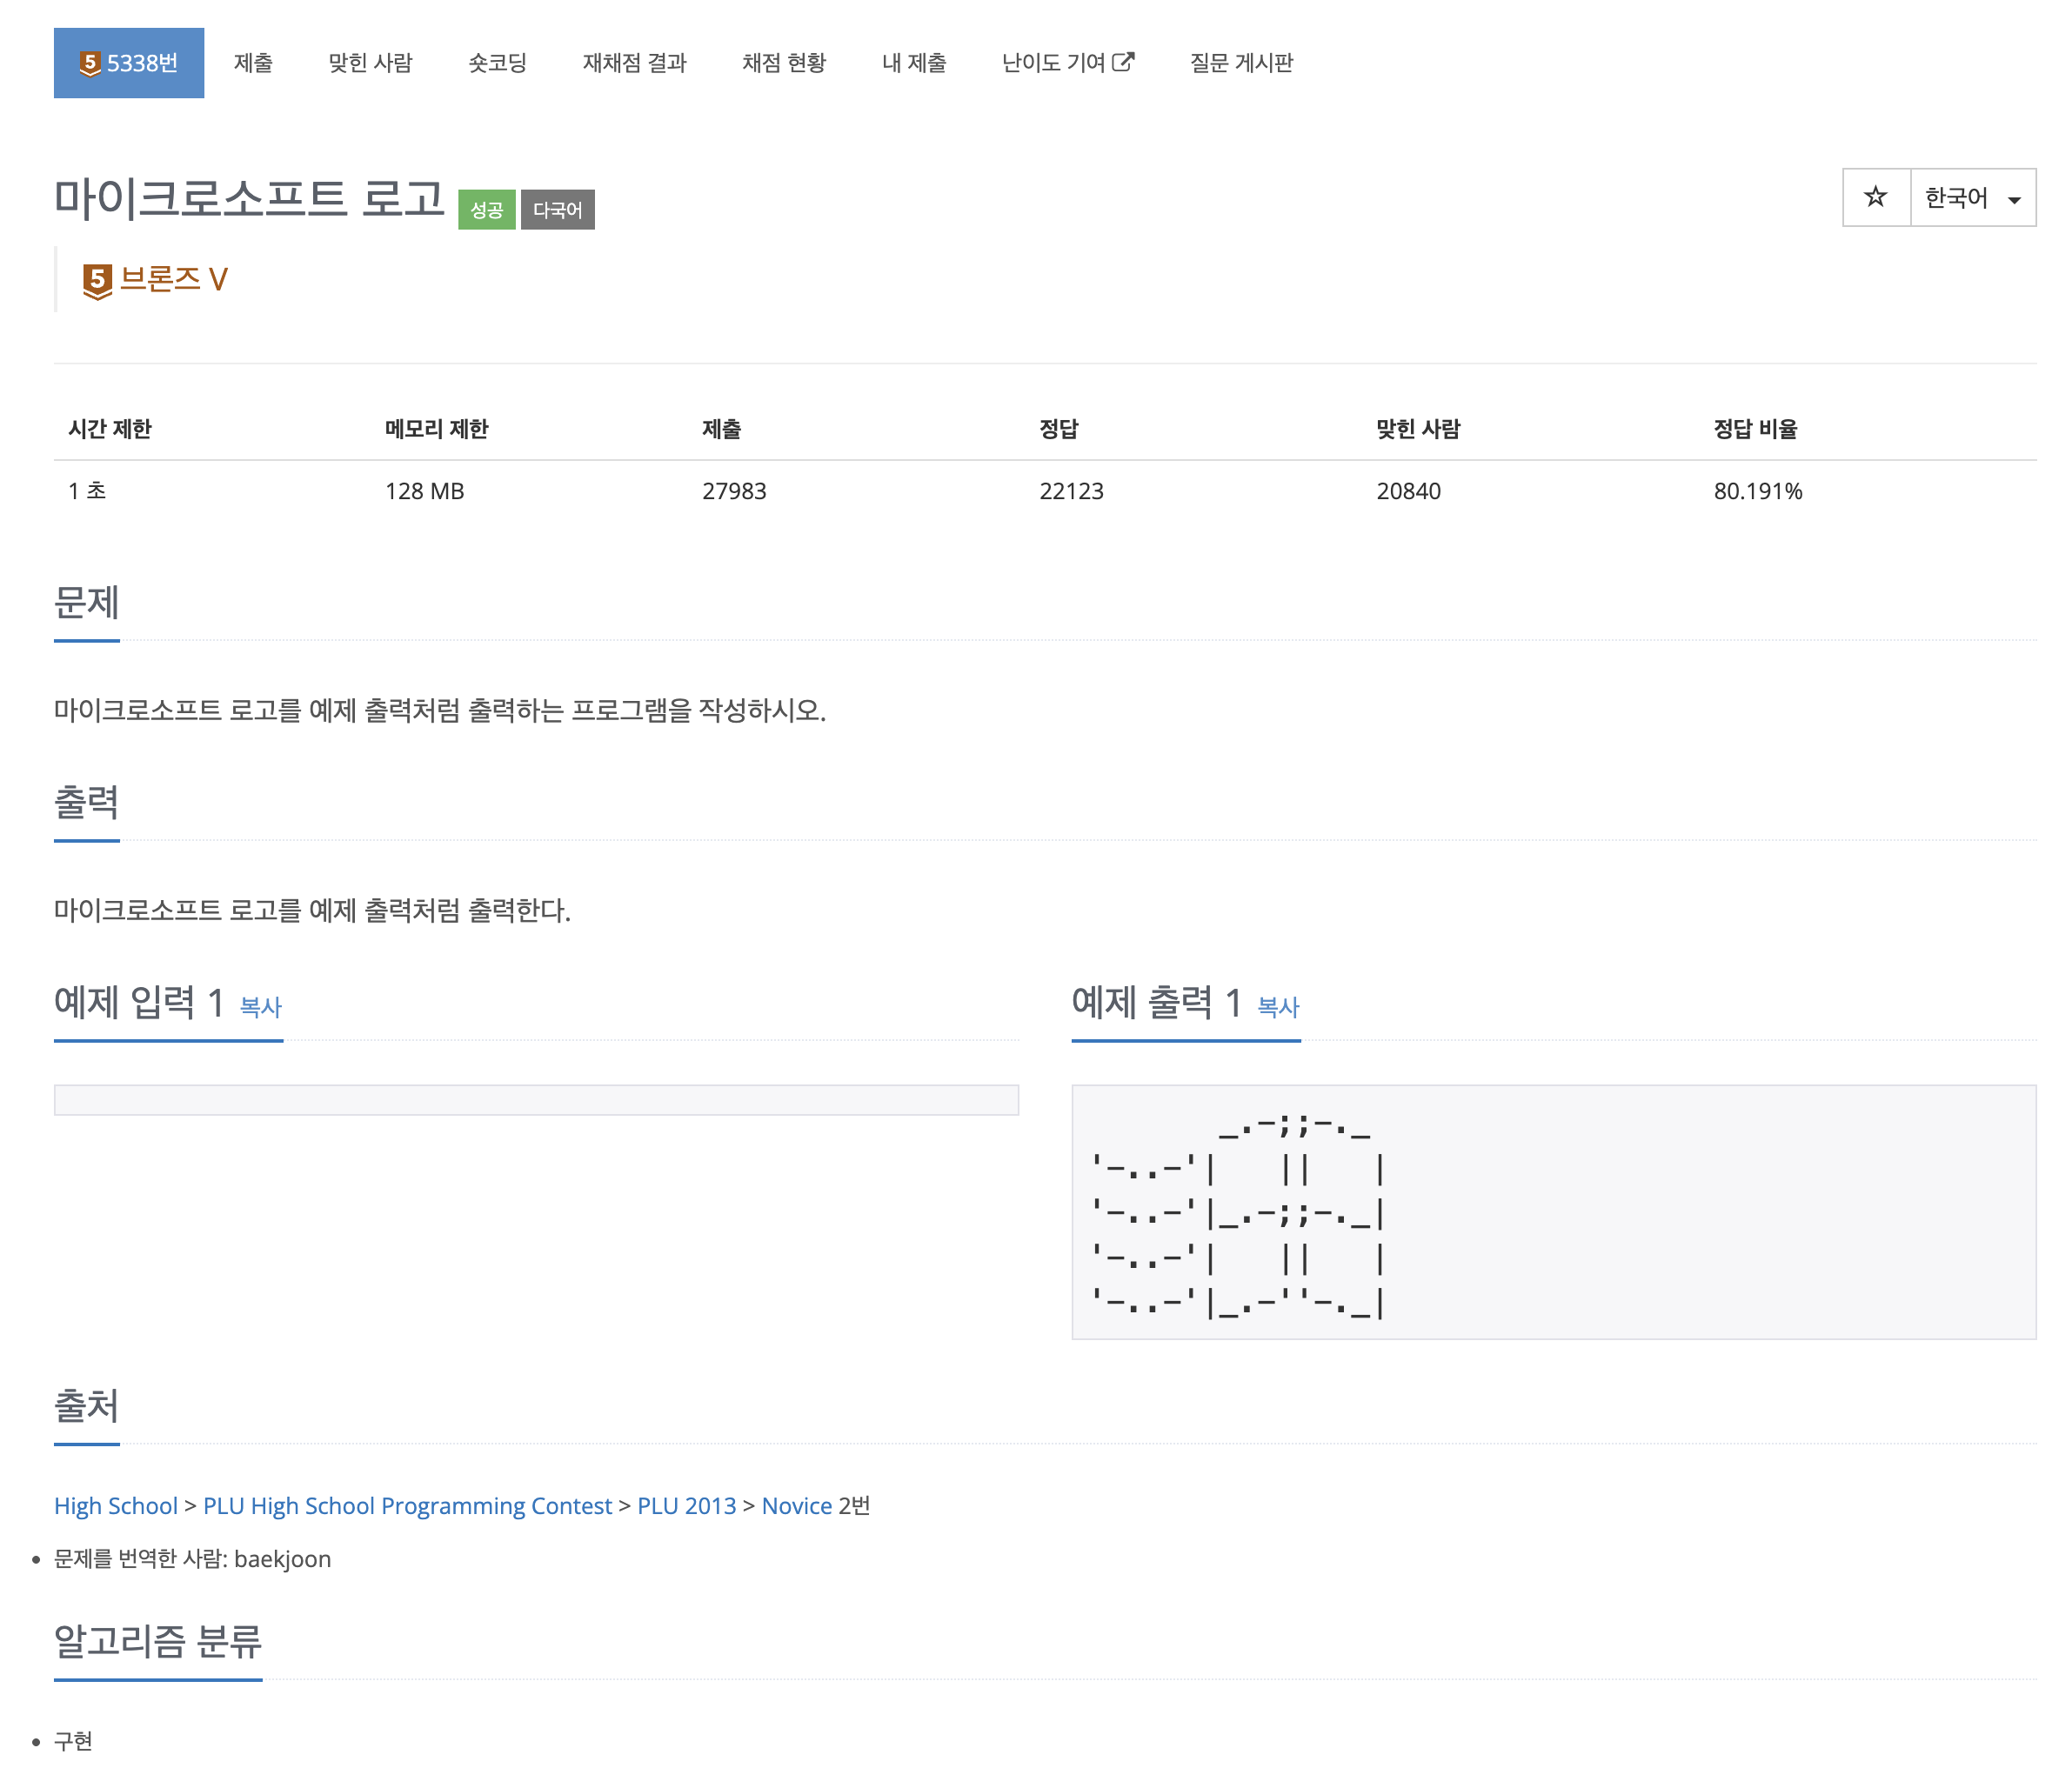 5 5338번 제출 맞힌 사람 숏코딩 재채점 결과 채점 현황 내 제출 난이도 기여 질문 게시판
마이크로소프트 로고 성공 다국어
한국어
5 브론즈 V
시간 제한 메모리 제한 제출 정답 맞힌 사람 정답 비율
1 초 128 MB 27983 22123 20840 80.191%
문제
마이크로소프트 로고를 예제 출력처럼 출력하는 프로그램을 작성하시오.
출력
마이크로소프트 로고를 예제 출력처럼 출력한다.
예제 입력 1 복사
예제 출력 1 복사
       _.-;;-._
'-..-'|   ||   |
'-..-'|_.-;;-._|
'-..-'|   ||   |
'-..-'|_.-''-._|
출처
High School > PLU High School Programming Contest > PLU 2013 > Novice 2번
• 문제를 번역한 사람: baekjoon
알고리즘 분류
• 구현